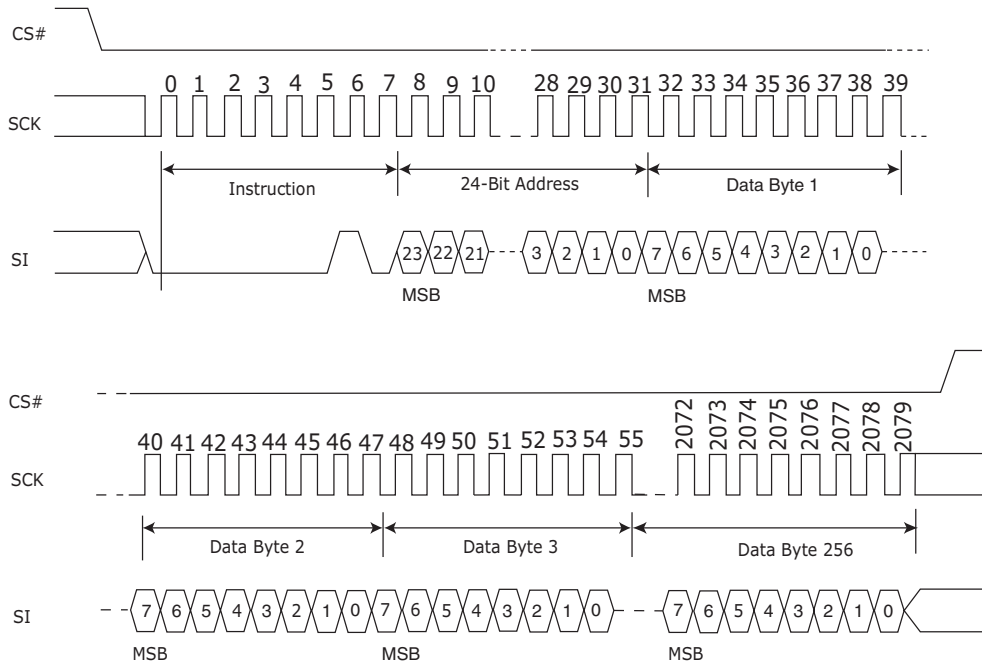 CS#
0 1 2 3 4 5 6 7 8 9 10 28 29 30 31 32 33 34 35 36 37 38 39
SCK
Instruction 24-Bit Address Data Byte 1
SI 23 22 21 3 2 1 0 7 6 5 4 3 2 1 0
MSB MSB
CS#
2072 2073 2074 2075 2076 2077 2078 2079
40 41 42 43 44 45 46 47 48 49 50 51 52 53 54 55
SCK
Data Byte 2 Data Byte 3 Data Byte 256
SI 7 6 5 4 3 2 1 0 7 6 5 4 3 2 1 0 7 6 5 4 3 2 1 0
MSB MSB MSB